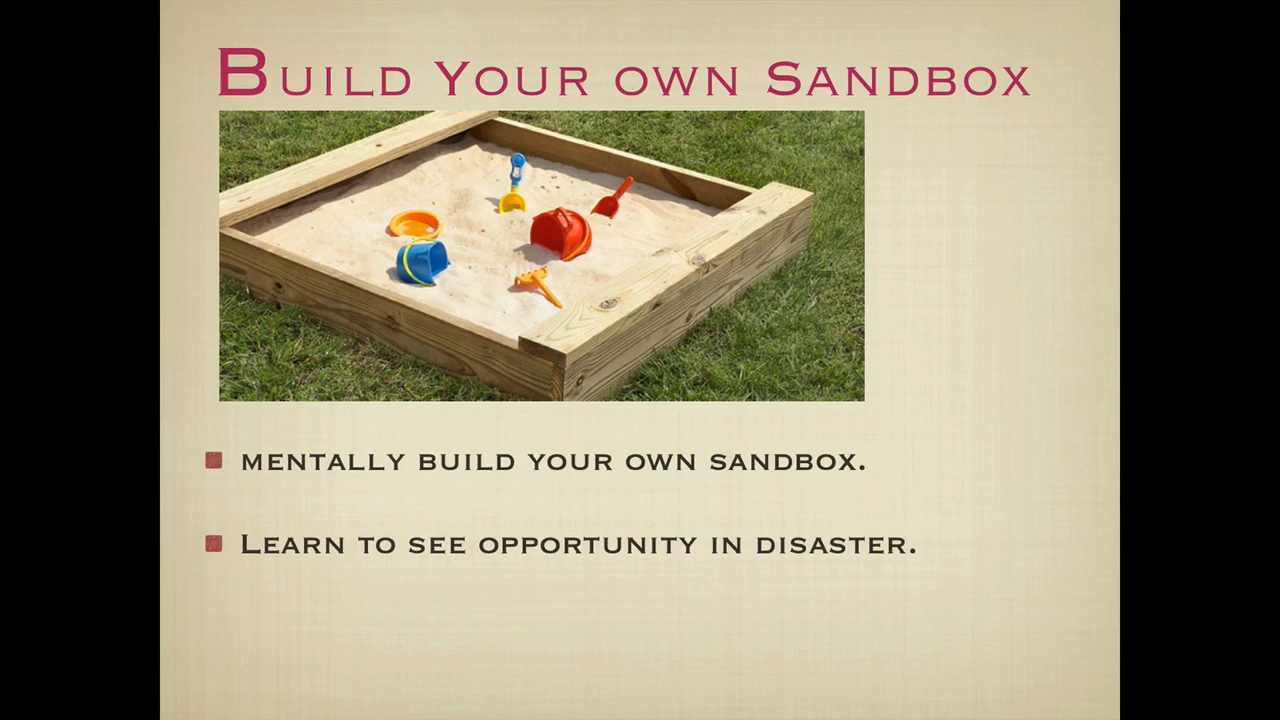 Build Your own Sandbox
mentally build your own sandbox.
Learn to see opportunity in disaster.